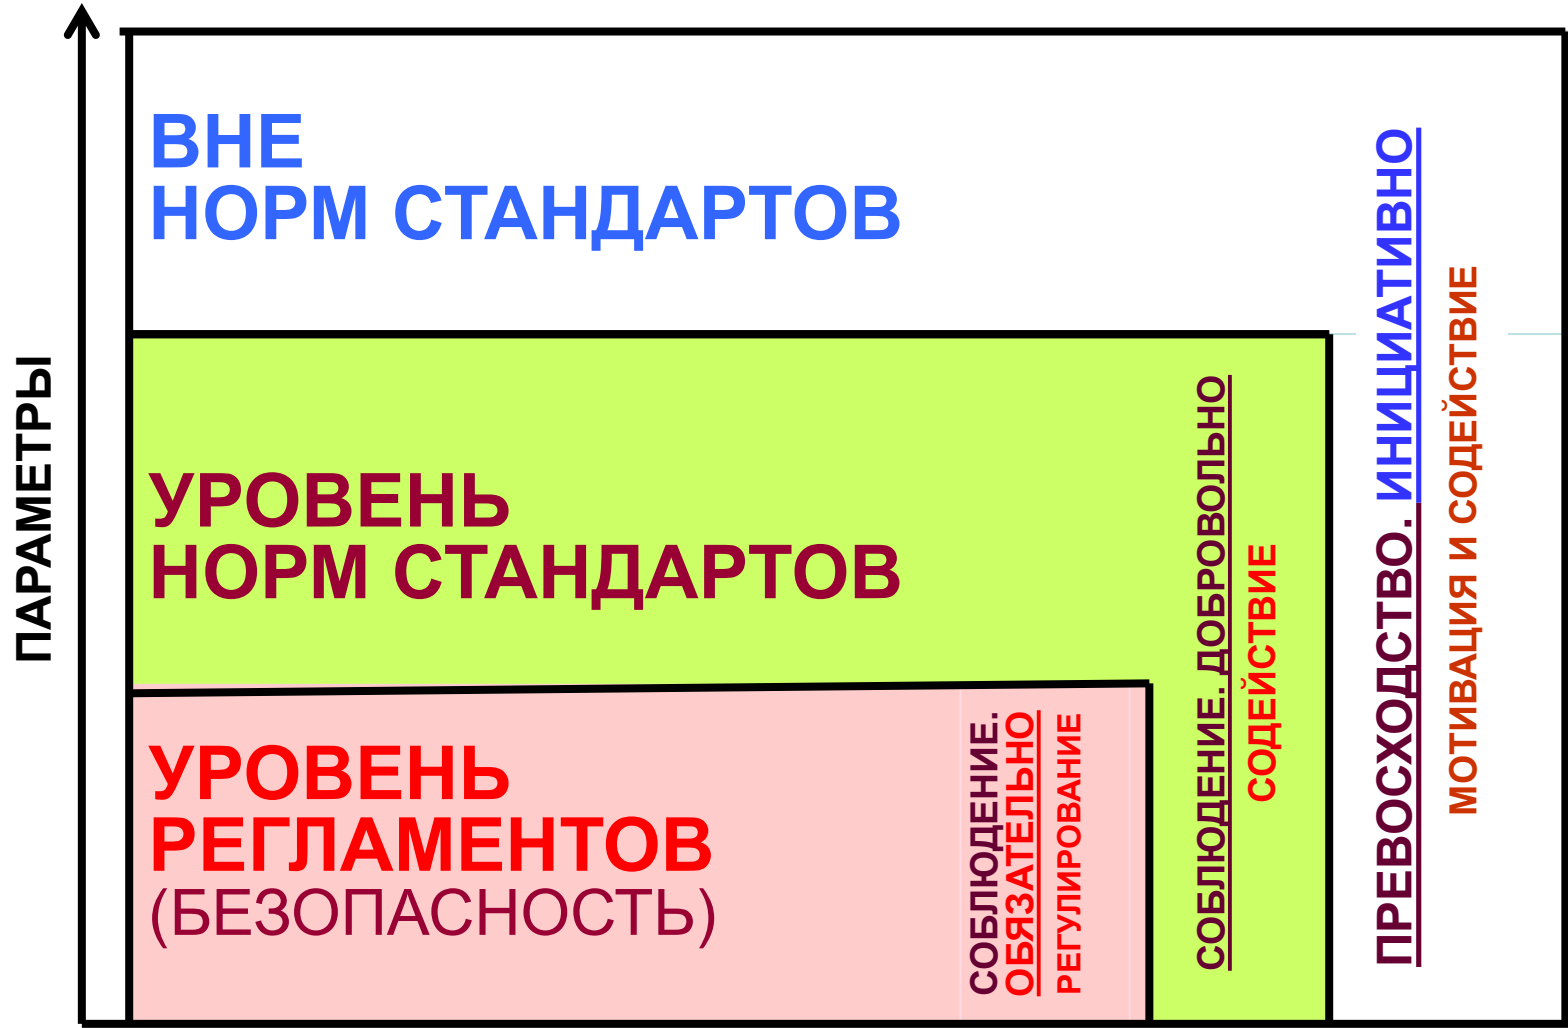 ПАРАМЕТРЫ
ВНЕ
НОРМ СТАНДАРТОВ
УРОВЕНЬ
НОРМ СТАНДАРТОВ
УРОВЕНЬ
РЕГЛАМЕНТОВ
(БЕЗОПАСНОСТЬ)
СОБЛЮДЕНИЕ.
ОБЯЗАТЕЛЬНО
РЕГУЛИРОВАНИЕ
СОБЛЮДЕНИЕ. ДОБРОВОЛЬНО
СОДЕЙСТВИЕ
ПРЕВОСХОДСТВО. ИНИЦИАТИВНО
МОТИВАЦИЯ И СОДЕЙСТВИЕ